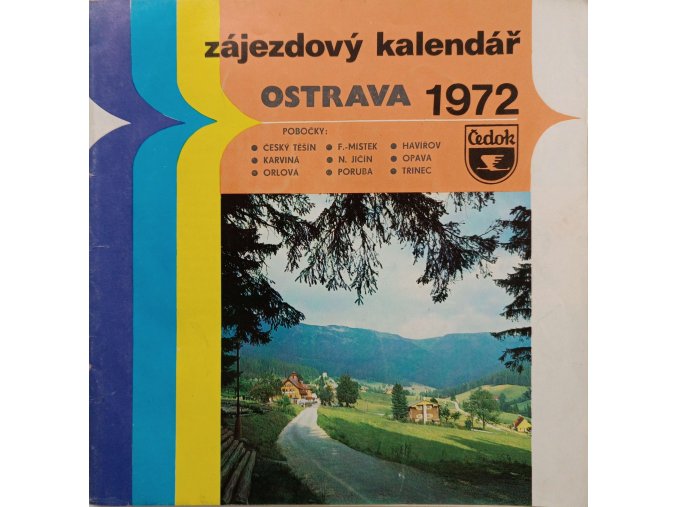 zájezdový kalendář
OSTRAVA 1972
POBOČKY:
• ČESKÝ TĚŠÍN • F.-MÍSTEK • HAVÍŘOV
• KARVINÁ • N. JIČÍN • OPAVA
• ORLOVÁ • PORUBA • TŘINEC
Čedok